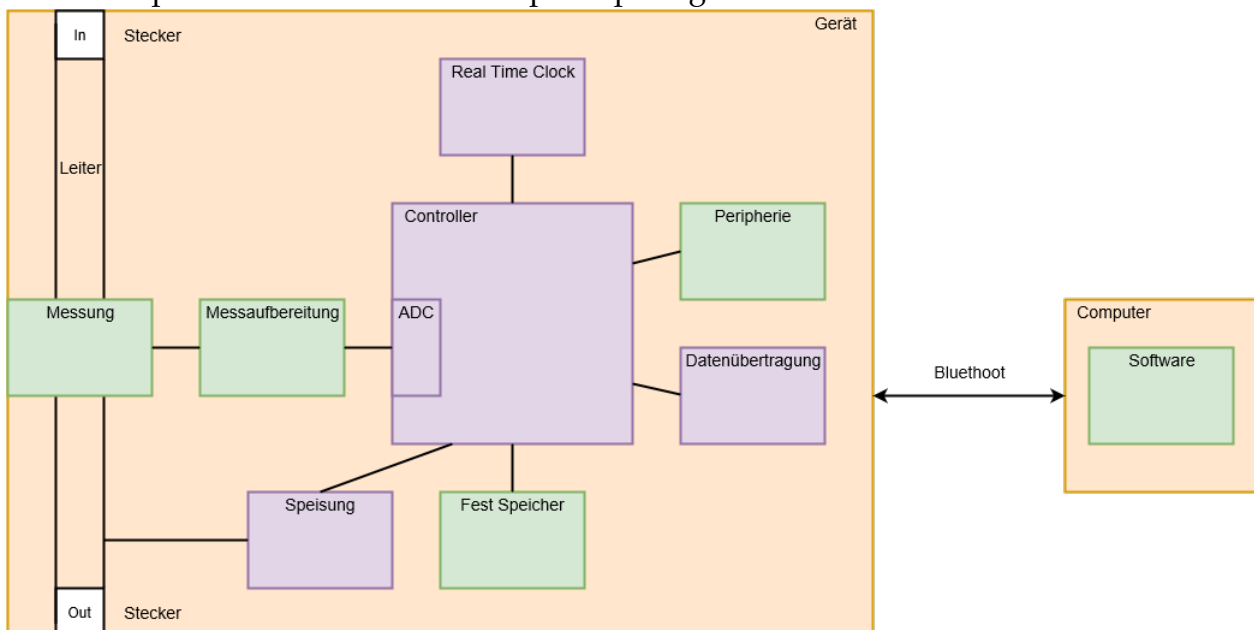 In
Stecker
Gerät
Real Time Clock
Leiter
Controller
Peripherie
Messung
Messaufbereitung
ADC
Computer
Datenübertragung
Software
Bluethoot
Speisung
Fest Speicher
Out
Stecker